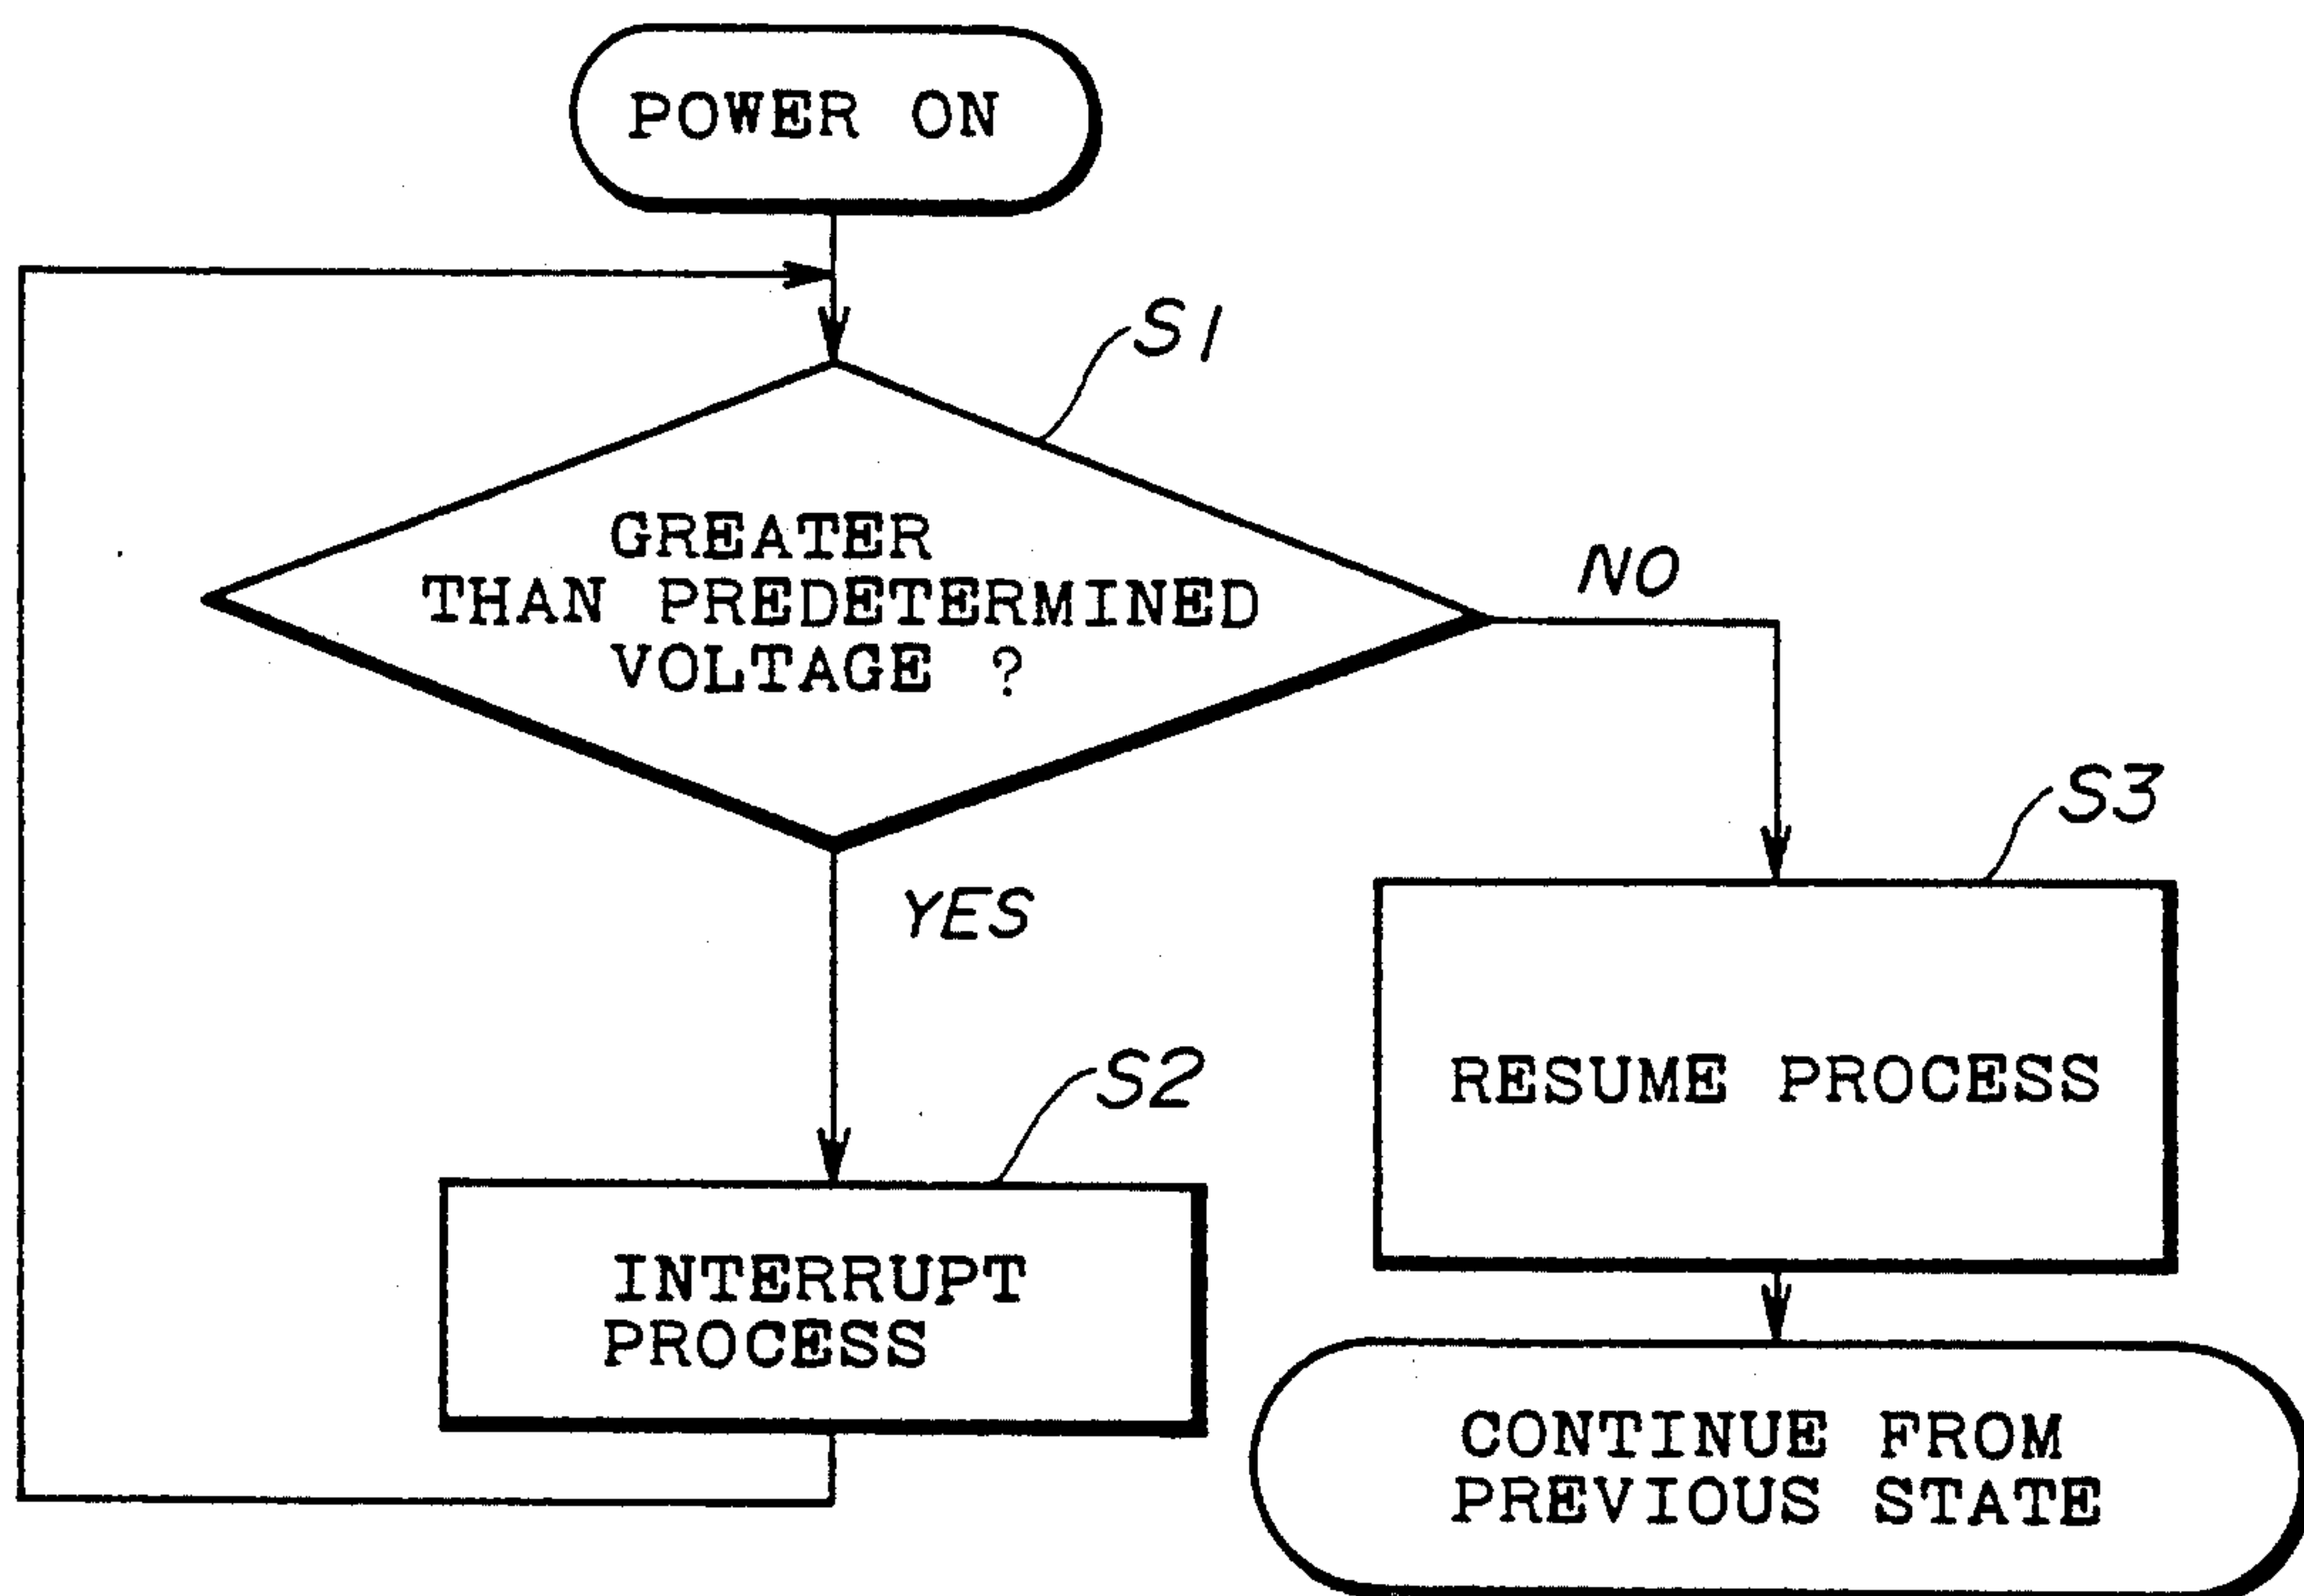 POWER ON
S1
GREATER
THAN PREDETERMINED
VOLTAGE ?
NO
YES
S3
RESUME PROCESS
S2
INTERRUPT
PROCESS
CONTINUE FROM
PREVIOUS STATE